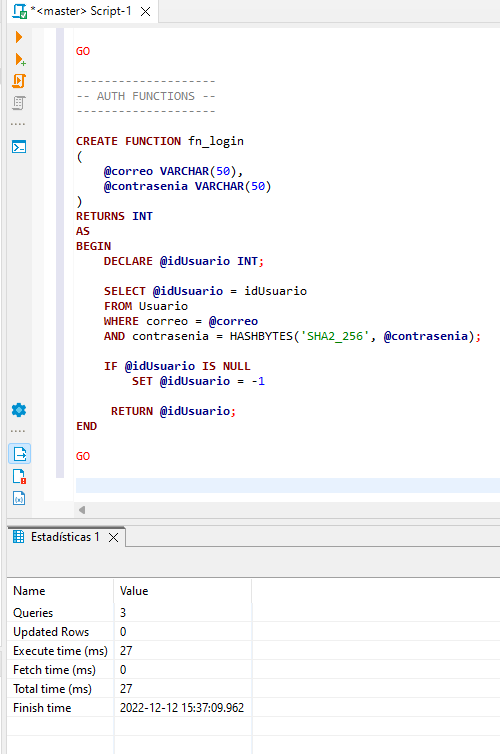 *<master> Script-1
GO
-------------------
-- AUTH FUNCTIONS --
-------------------
CREATE FUNCTION fn_login
(
@correo VARCHAR(50),
@contrasenia VARCHAR(50)
)
RETURNS INT
AS
BEGIN
DECLARE @idUsuario INT;
SELECT @idUsuario = idUsuario
FROM Usuario
WHERE correo = @correo
AND contrasenia = HASHBYTES('SHA2_256', @contrasenia);
IF @idUsuario IS NULL
SET @idUsuario = -1
RETURN @idUsuario;
END
GO
Estadísticas 1
Name Value
Queries 3
Updated Rows 0
Execute time (ms) 27
Fetch time (ms) 0
Total time (ms) 27
Finish time 2022-12-12 15:37:09.962